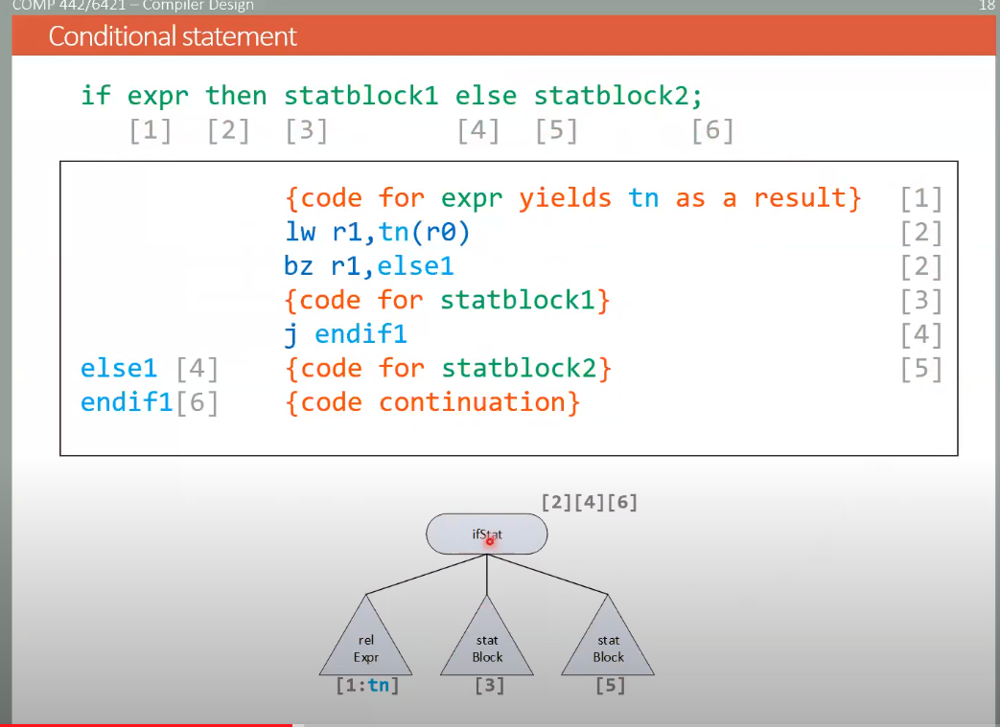 COMP 442/6421 – Compiler Design 18
Conditional statement
if expr then statblock1 else statblock2;
[1] [2] [3] [4] [5] [6]
{code for expr yields tn as a result} [1]
lw r1,tn(r0) [2]
bz r1,else1 [2]
{code for statblock1} [3]
j endif1 [4]
else1 [4] {code for statblock2} [5]
endif1[6] {code continuation}
[2][4][6]
ifStat
rel stat stat
Expr Block Block
[1:tn] [3] [5]